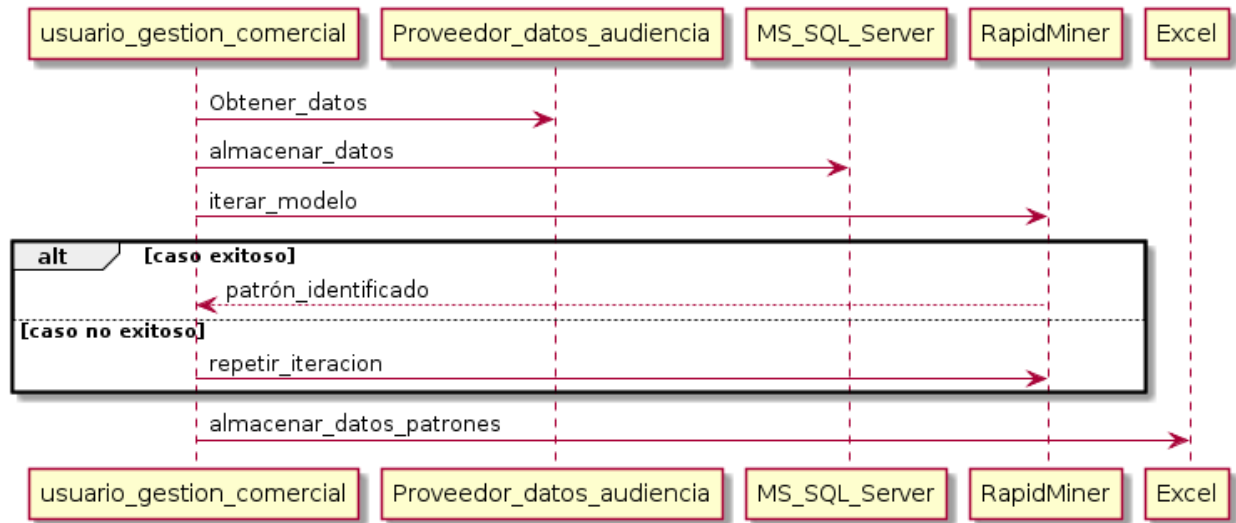 usuario_gestion_comercial Proveedor_datos_audiencia MS_SQL_Server RapidMiner Excel
Obtener_datos
almacenar_datos
iterar_modelo
alt [caso exitoso]
patrón_identificado
[caso no exitoso]
repetir_iteracion
almacenar_datos_patrones
usuario_gestion_comercial Proveedor_datos_audiencia MS_SQL_Server RapidMiner Excel